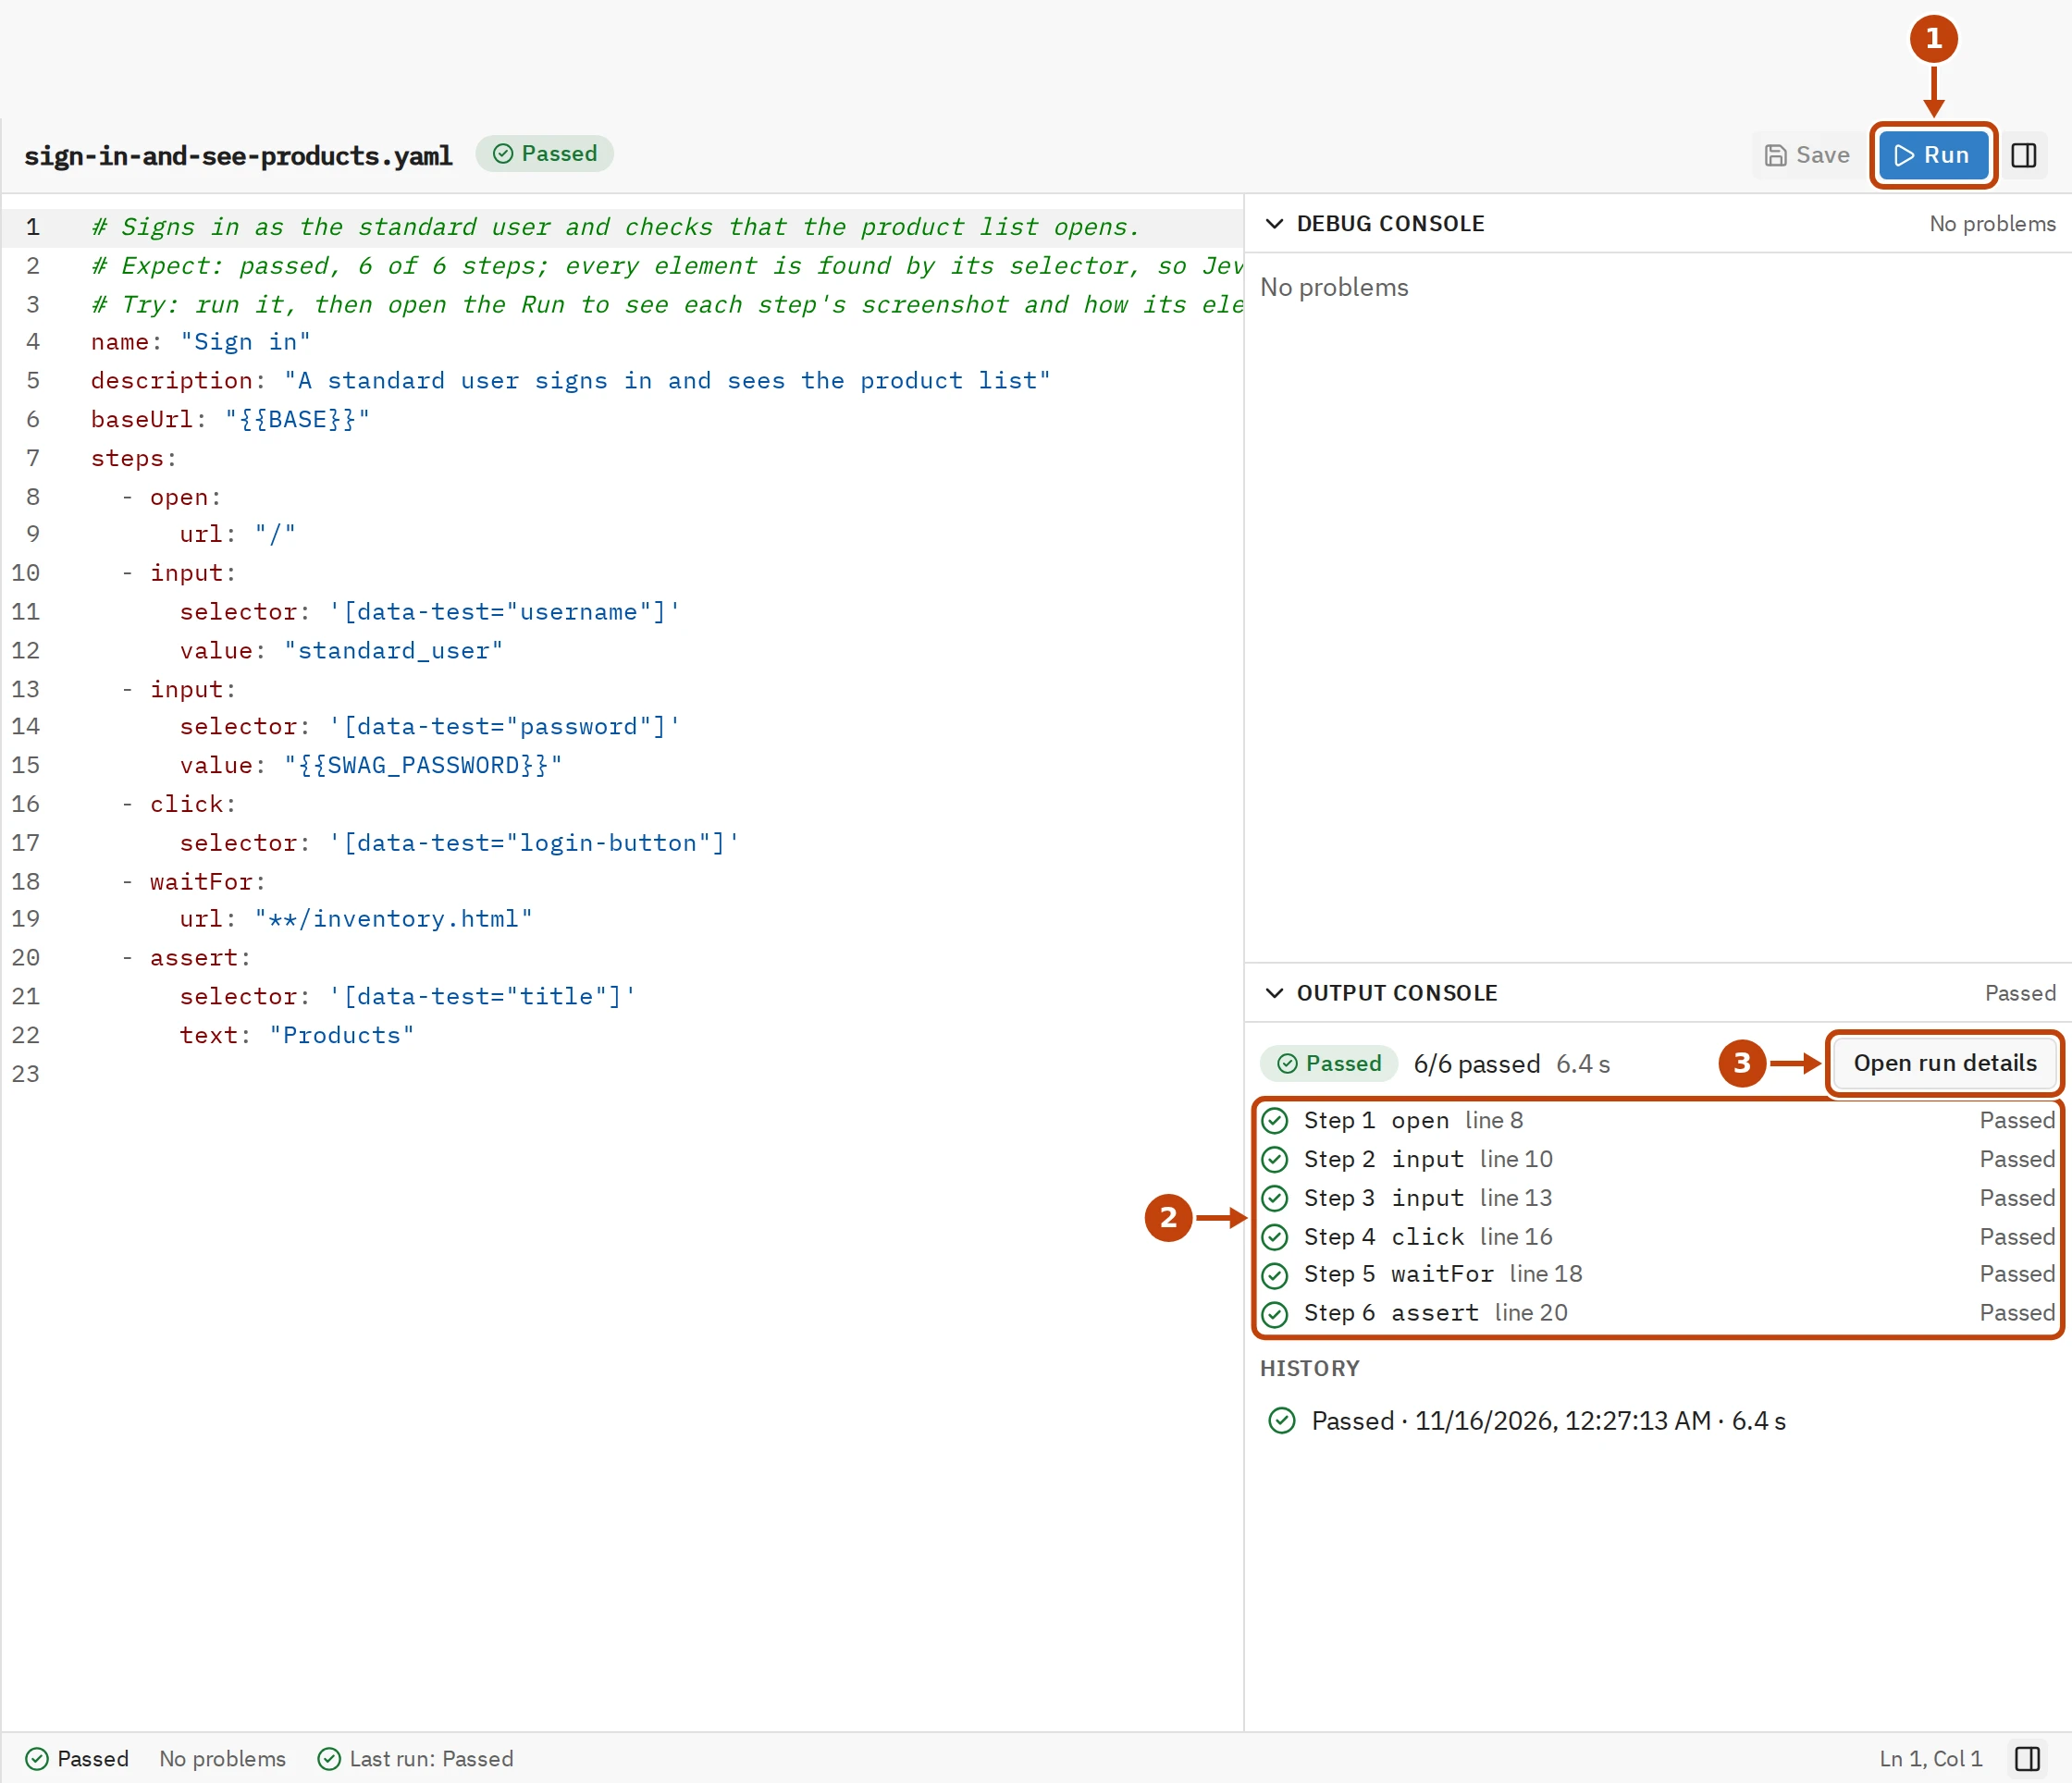 1
sign-in-and-see-products.yaml Passed Save Run
1 # Signs in as the standard user and checks that the product list opens.
2 # Expect: passed, 6 of 6 steps; every element is found by its selector, so Jev
3 # Try: run it, then open the Run to see each step's screenshot and how its ele
4 name: "Sign in"
5 description: "A standard user signs in and sees the product list"
6 baseUrl: "{{BASE}}"
7 steps:
8 - open:
9 url: "/"
10 - input:
11 selector: '[data-test="username"]'
12 value: "standard_user"
13 - input:
14 selector: '[data-test="password"]'
15 value: "{{SWAG_PASSWORD}}"
16 - click:
17 selector: '[data-test="login-button"]'
18 - waitFor:
19 url: "**/inventory.html"
20 - assert:
21 selector: '[data-test="title"]'
22 text: "Products"
23
DEBUG CONSOLE No problems
No problems
OUTPUT CONSOLE Passed
Passed 6/6 passed 6.4 s 3 Open run details
Step 1 open line 8 Passed
Step 2 input line 10 Passed
Step 3 input line 13 Passed
2
Step 4 click line 16 Passed
Step 5 waitFor line 18 Passed
Step 6 assert line 20 Passed
HISTORY
Passed · 11/16/2026, 12:27:13 AM · 6.4 s
Passed No problems Last run: Passed Ln 1, Col 1